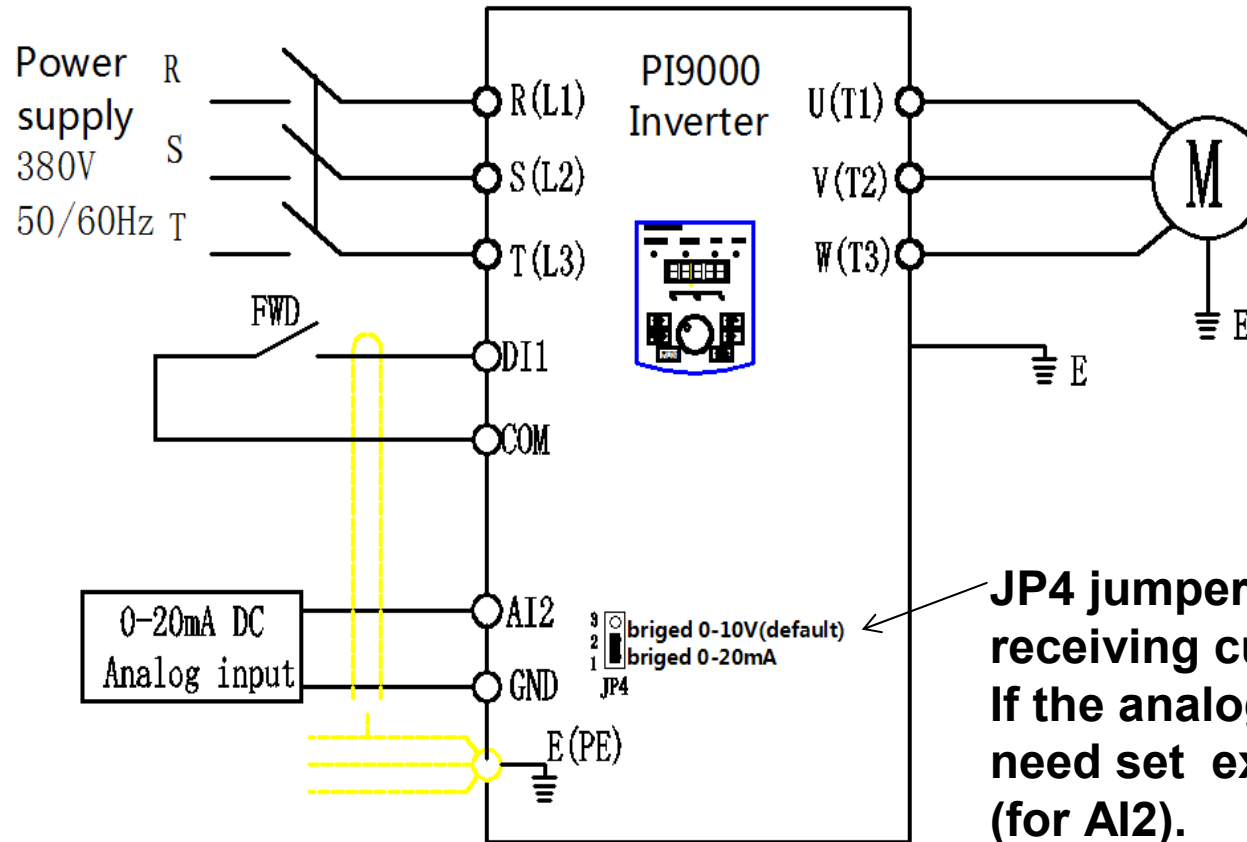 Power
supply
380V
50/60Hz
R
S
T
R(L1)
S(L2)
T(L3)
PI9000
Inverter
U(T1)
V(T2)
W(T3)
M
E
E
FWD
DI1
COM
0-20mA DC
Analog input
AI2
GND
E(PE)
3
2
1
JP4
briged 0-10V(default)
briged 0-20mA
JP4 jumper
receiving cu
If the analog
need set ex
(for AI2).